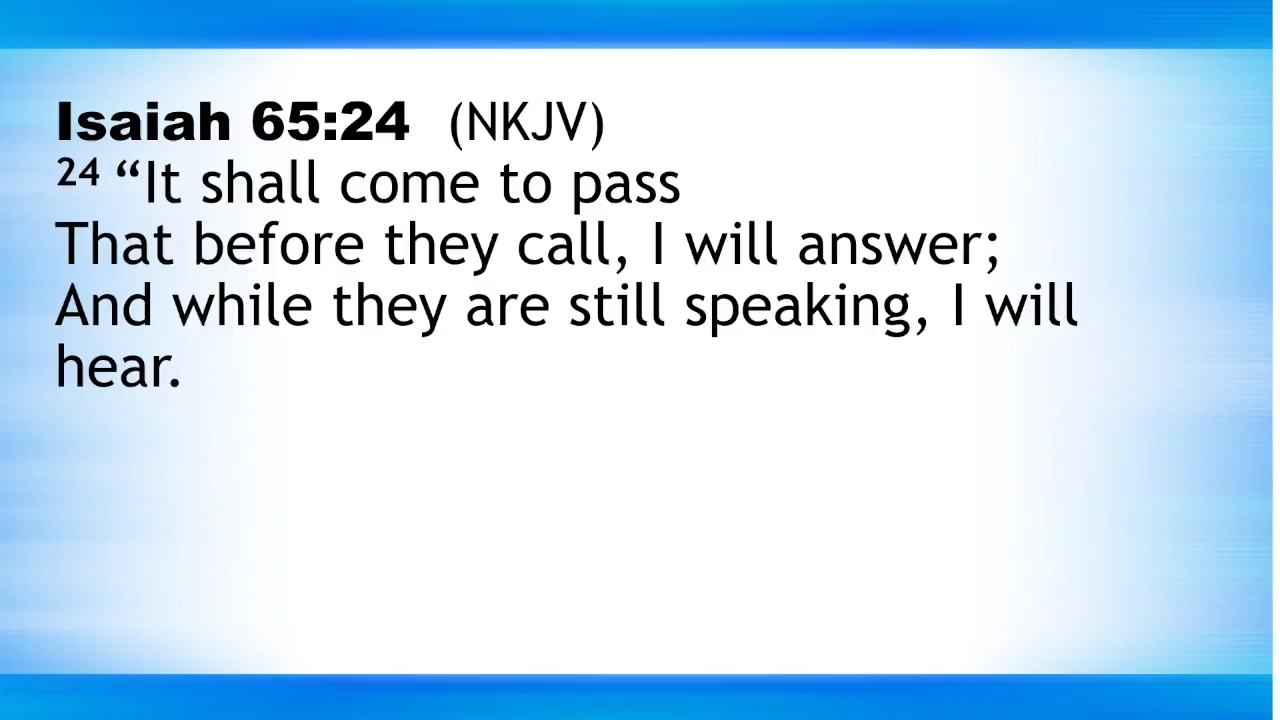 Isaiah 65:24 (NKJV)
24 “It shall come to pass
That before they call, I will answer;
And while they are still speaking, I will
hear.